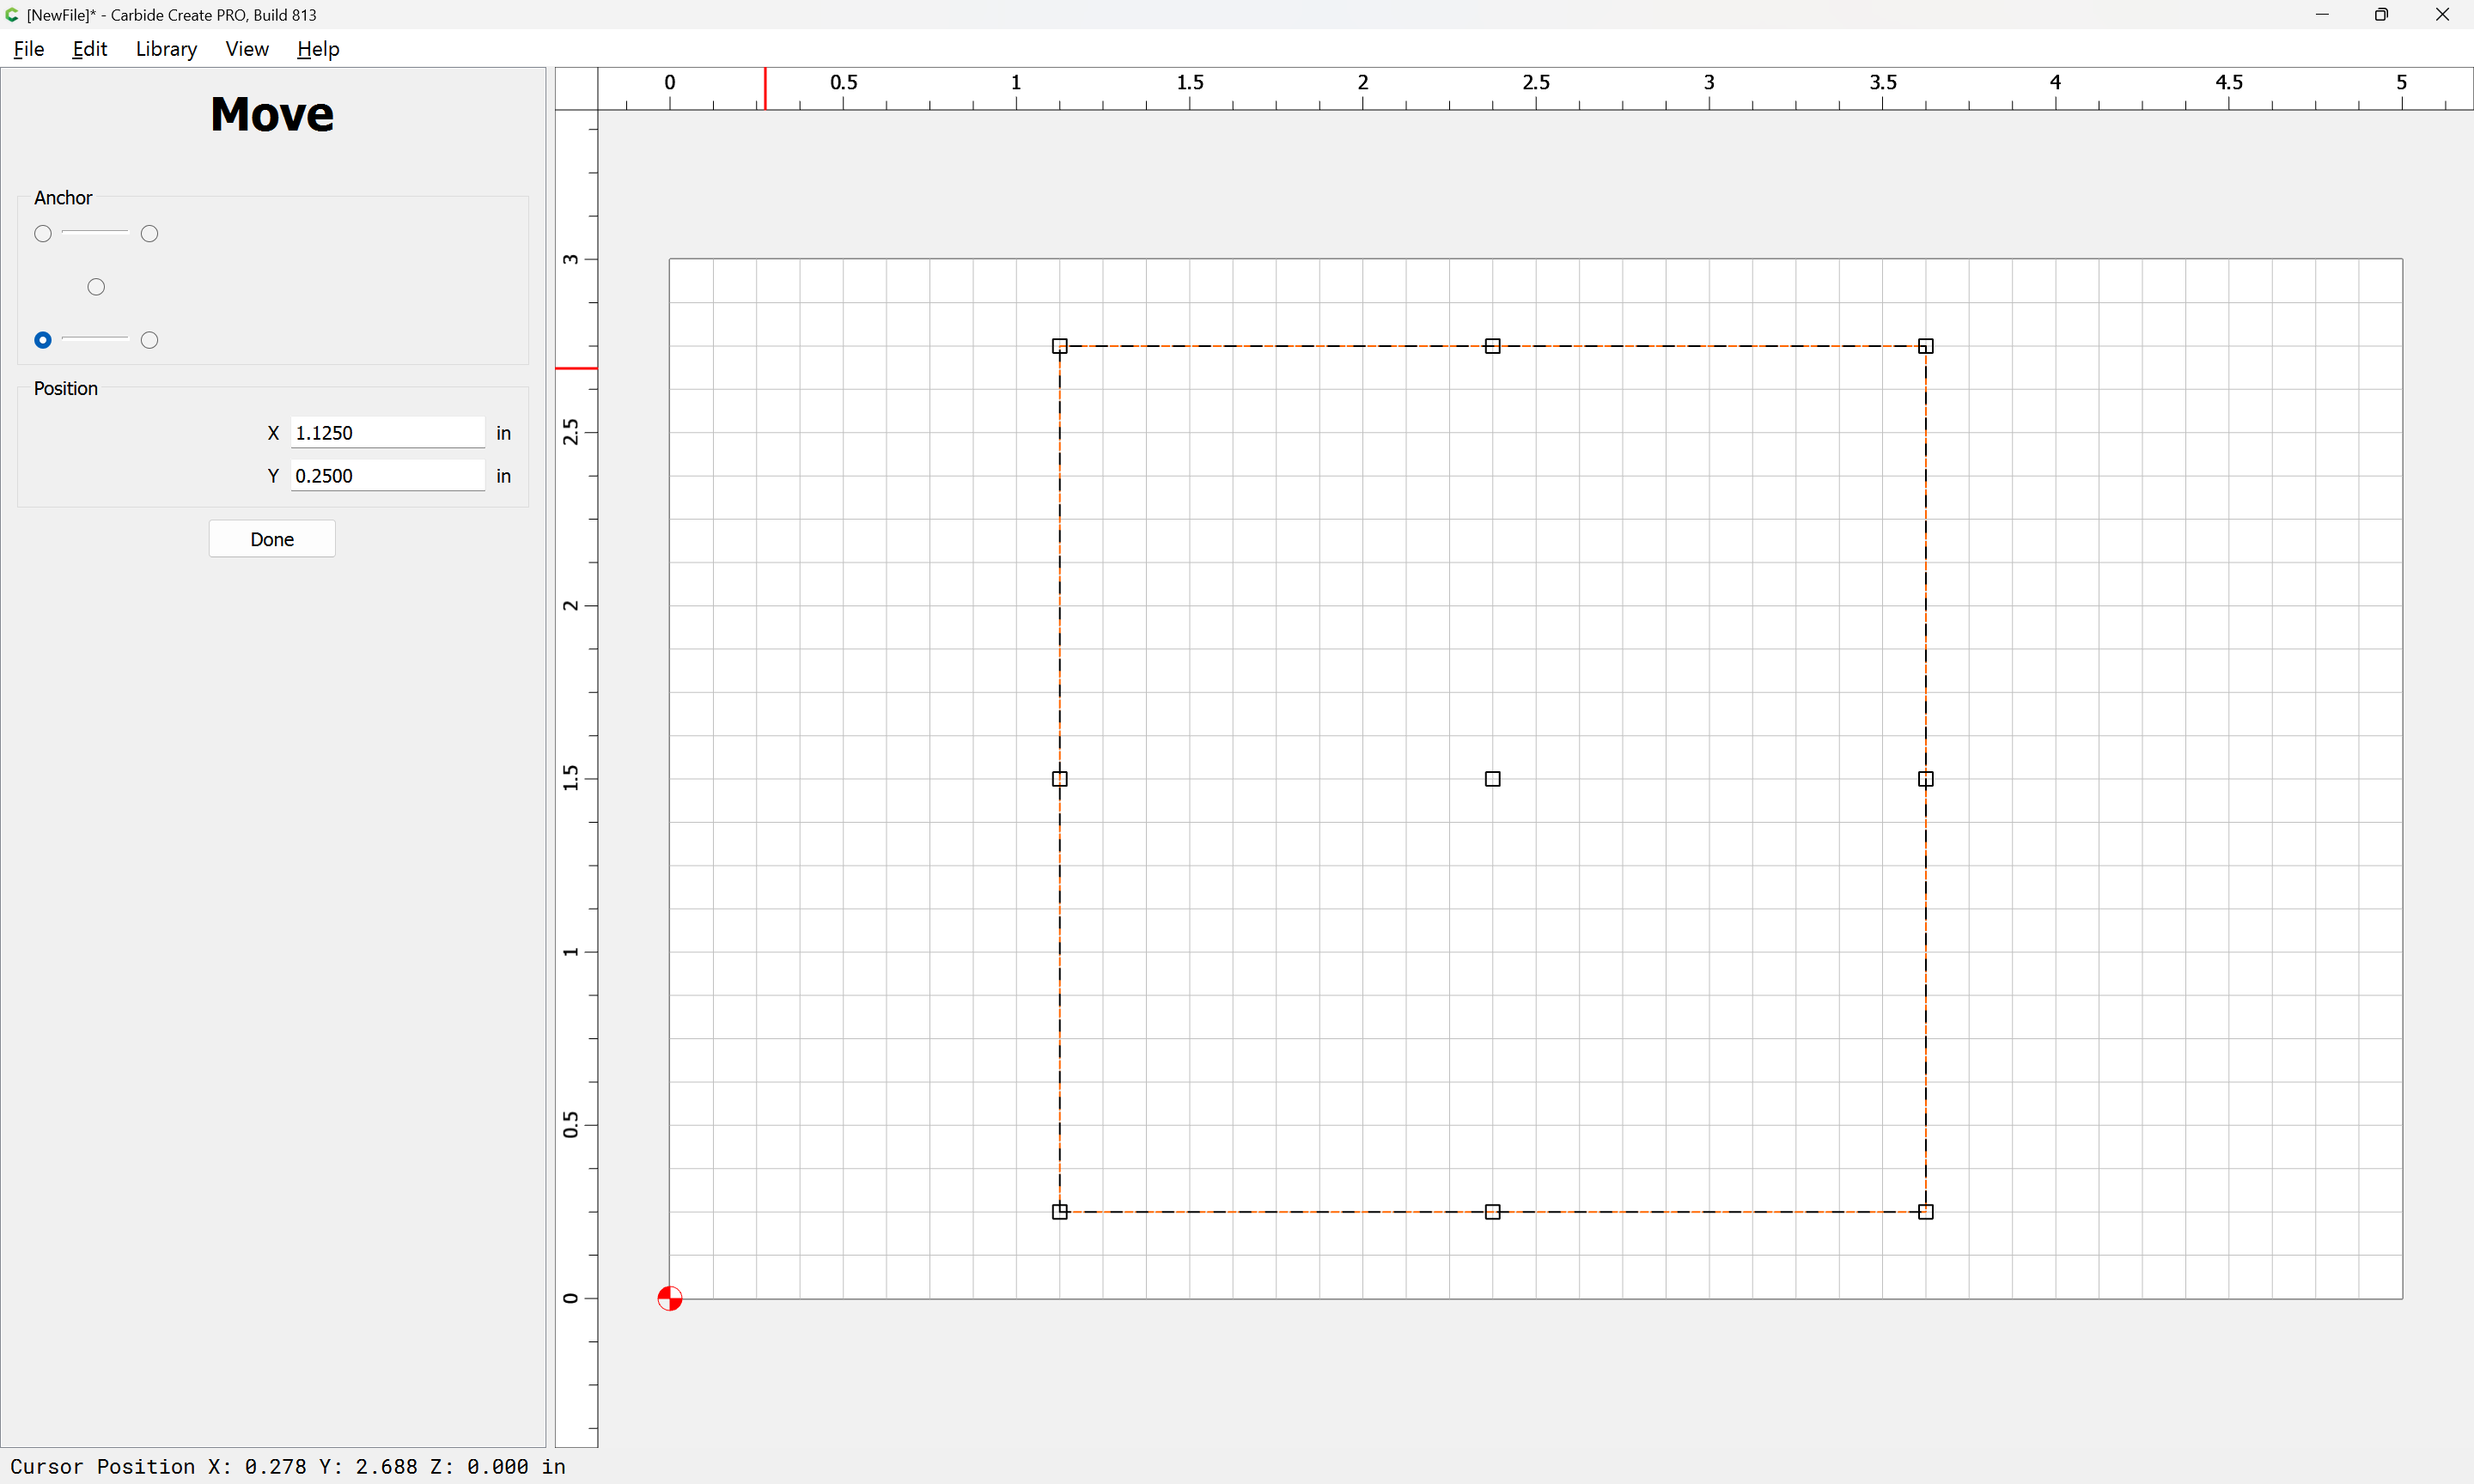 [NewFile]* - Carbide Create PRO, Build 813
File Edit Library View Help
Move
0 0.5 1 1.5 2 2.5 3 3.5 4 4.5 5
Anchor
Position
X 1.1250 in
Y 0.2500 in
Done
3
2.5
2
1.5
1
0.5
0
Cursor Position X: 0.278 Y: 2.688 Z: 0.000 in